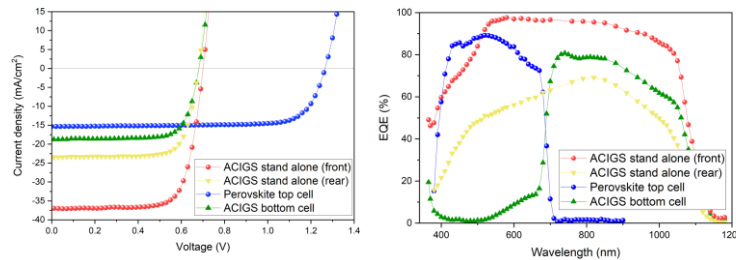 15
10
5
0
-5
-10
-15
-20
-25
-30
-35
-40
Current density (mA/cm²)
ACIGS stand alone (front)
ACIGS stand alone (rear)
Perovskite top cell
ACIGS bottom cell
0.0 0.2 0.4 0.6 0.8 1.0 1.2 1.4
Voltage (V)
100
80
60
40
20
0
EQE (%)
ACIGS stand alone (front)
ACIGS stand alone (rear)
Perovskite top cell
ACIGS bottom cell
400 600 800 1000 120
Wavelength (nm)